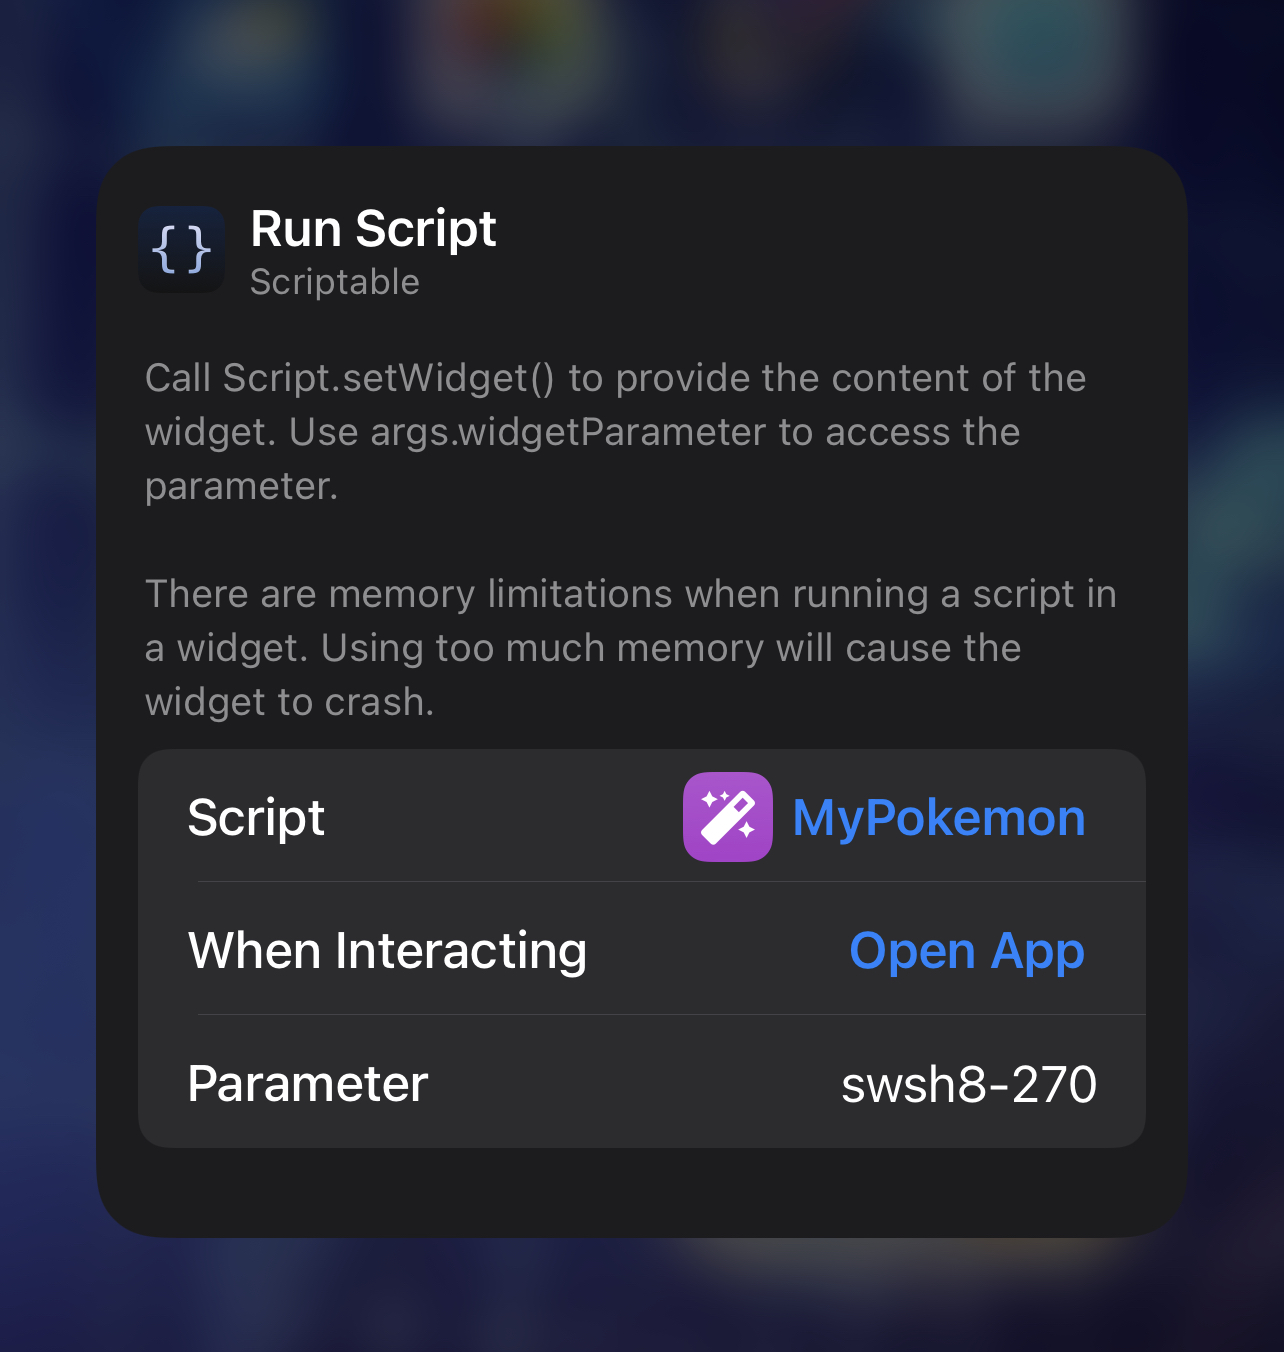 {}
Run Script
Scriptable
Call Script.setWidget() to provide the content of the
widget. Use args.widgetParameter to access the
parameter.
There are memory limitations when running a script in
a widget. Using too much memory will cause the
widget to crash.
Script MyPokemon
When Interacting Open App
Parameter swsh8-270